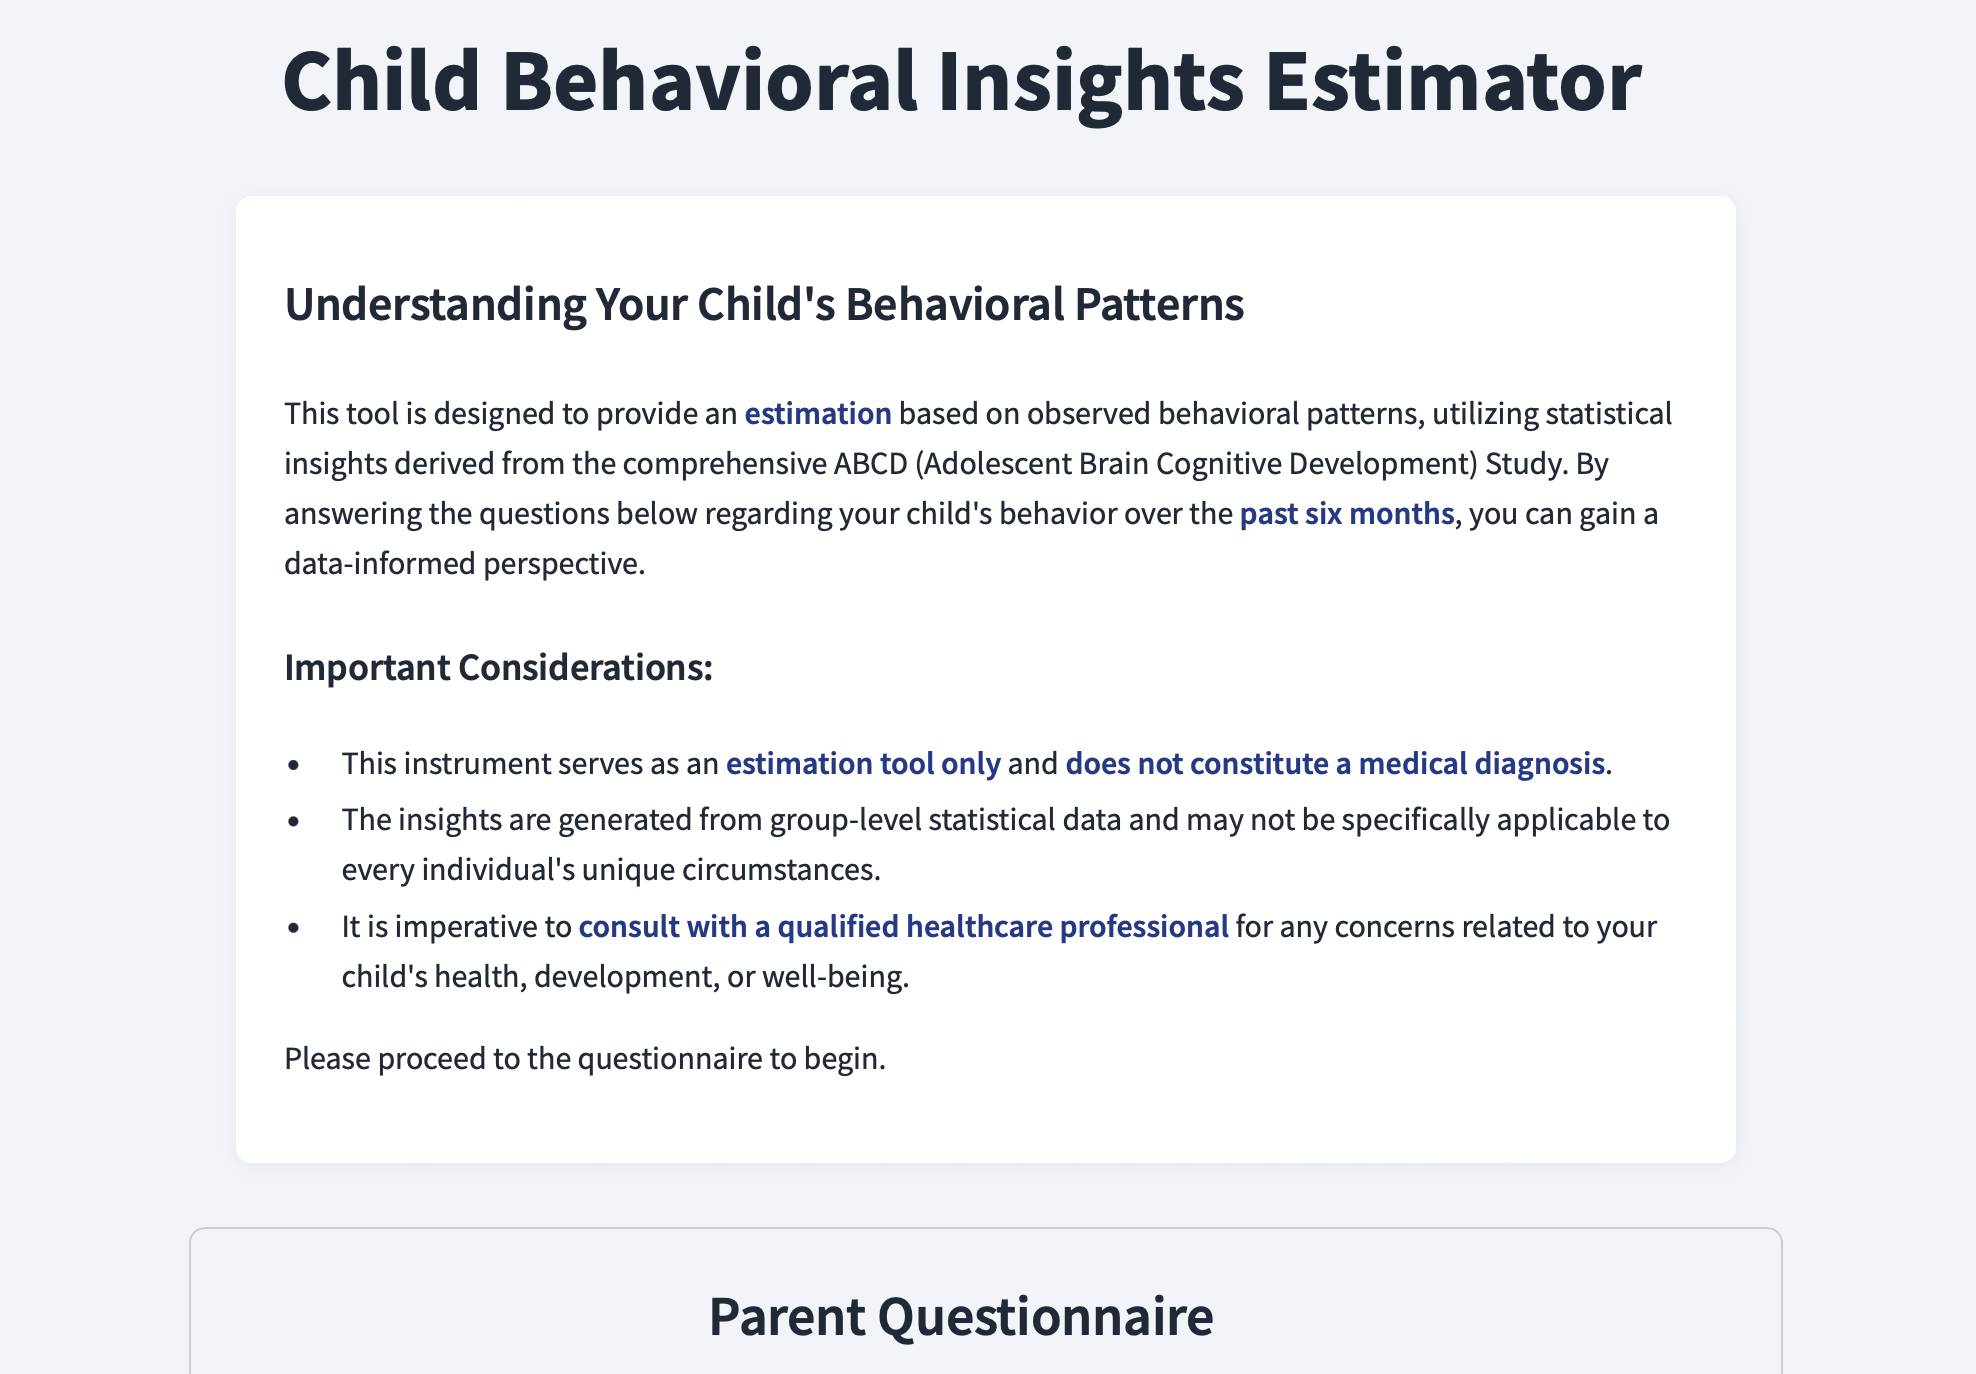 Child Behavioral Insights Estimator
Understanding Your Child's Behavioral Patterns
This tool is designed to provide an estimation based on observed behavioral patterns, utilizing statistical
insights derived from the comprehensive ABCD (Adolescent Brain Cognitive Development) Study. By
answering the questions below regarding your child's behavior over the past six months, you can gain a
data-informed perspective.
Important Considerations:
• This instrument serves as an estimation tool only and does not constitute a medical diagnosis.
• The insights are generated from group-level statistical data and may not be specifically applicable to
every individual's unique circumstances.
• It is imperative to consult with a qualified healthcare professional for any concerns related to your
child's health, development, or well-being.
Please proceed to the questionnaire to begin.
Parent Questionnaire